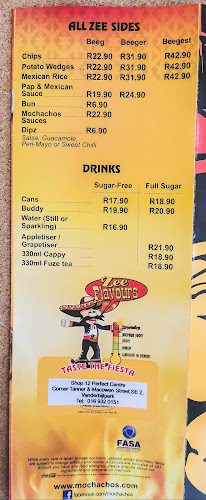 ALL ZEE SIDES
Beeg Beeger Beegest
Chips R22.90 R31.90 R42.90
Potato Wedges R22.90 R31.90 R42.90
Mexican Rice R22.90 R31.90 R42.90
Pap & Mexican
Sauce R19.90 R24.90
Bun R6.90
Mochachos R22.90
Sauces
Dipz R6.90
Salsa, Guacamole,
Peri-Mayo or Sweet Chilli
DRINKS
Sugar-Free Full Sugar
Cans R17.90 R18.90
Buddy R19.90 R20.90
Water (Still or
Sparkling) R16.90
Appletiser /
Grapetiser R21.90
330ml Cappy R18.90
330ml Fuze tea R18.90
Zee
Flavours
TASTE THE FIESTA
Shop 12 Perfect Centre
Corner Tanner & Macowen Street, SE 2,
Vanderbijlpark
Tel: 016 932 0151
FASA
www.mochachos.com
facebook.com/mochachos